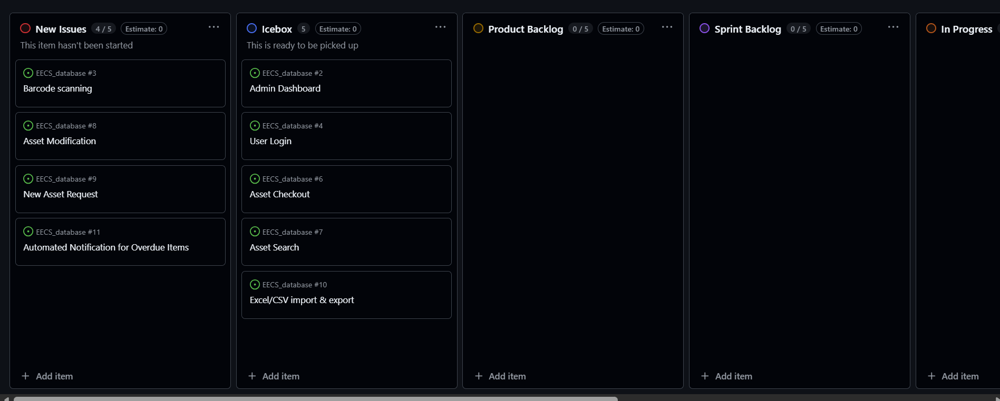 New Issues 4 / 5 Estimate: 0
This item hasn't been started
EECS_database #3
Barcode scanning
EECS_database #8
Asset Modification
EECS_database #9
New Asset Request
EECS_database #11
Automated Notification for Overdue Items
Add item
Icebox 5 Estimate: 0
This is ready to be picked up
EECS_database #2
Admin Dashboard
EECS_database #4
User Login
EECS_database #6
Asset Checkout
EECS_database #7
Asset Search
EECS_database #10
Excel/CSV import & export
Add item
Product Backlog 0 / 5 Estimate: 0
Add item
Sprint Backlog 0 / 5 Estimate: 0
Add item
In Progress
Add item